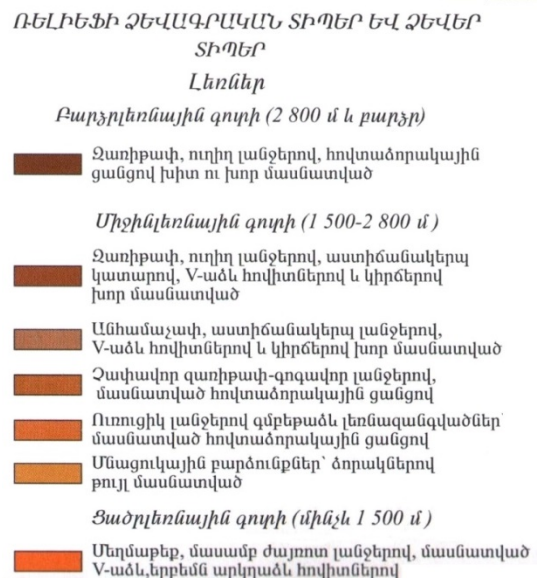 ՌԵԼԻԵՖԻ ՁԵՎԱԳՐԱԿԱՆ ՏԻՊԵՐ ԵՎ ՁԵՎԵՐ
ՏԻՊԵՐ
Լեռներ
Բարձրլեռնային գոտի (2 800 մ և բարձր)
Զառիթափ, ուղիղ լանջերով, հովտաձորակային
ցանցով խիտ ու խոր մասնատված
Միջինլեռնային գոտի (1 500-2 800 մ)
Զառիթափ, ուղիղ լանջերով, աստիճանակերպ
կատարով, V-աձև հովիտներով և կիրճերով
խոր մասնատված
Անհամաչափ, աստիճանակերպ լանջերով,
V-աձև հովիտներով և կիրճերով խոր մասնատված
Չափավոր զառիթափ-գոգավոր լանջերով,
մասնատված հովտաձորակային ցանցով
Ուռուցիկ լանջերով գմբեթաձև լեռնազանգվածներ՝
մասնատված հովտաձորակային ցանցով
Մնացուկային բարձունքներ՝ ձորակներով
թույլ մասնատված
Ցածրլեռնային գոտի (մինչև 1 500 մ)
Մեղմաթեք, մասամբ ժայռոտ լանջերով, մասնատված
V-աձև,երբեմն արկղաձև հովիտներով